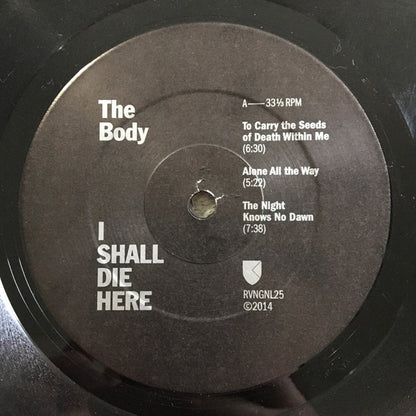 The
Body
A—33⅓ RPM
To Carry the Seeds
of Death Within Me
(6:30)
Alone All the Way
(5:22)
The Night
Knows No Dawn
(7:38)
I
SHALL
DIE
HERE
RVNGNL25
©2014